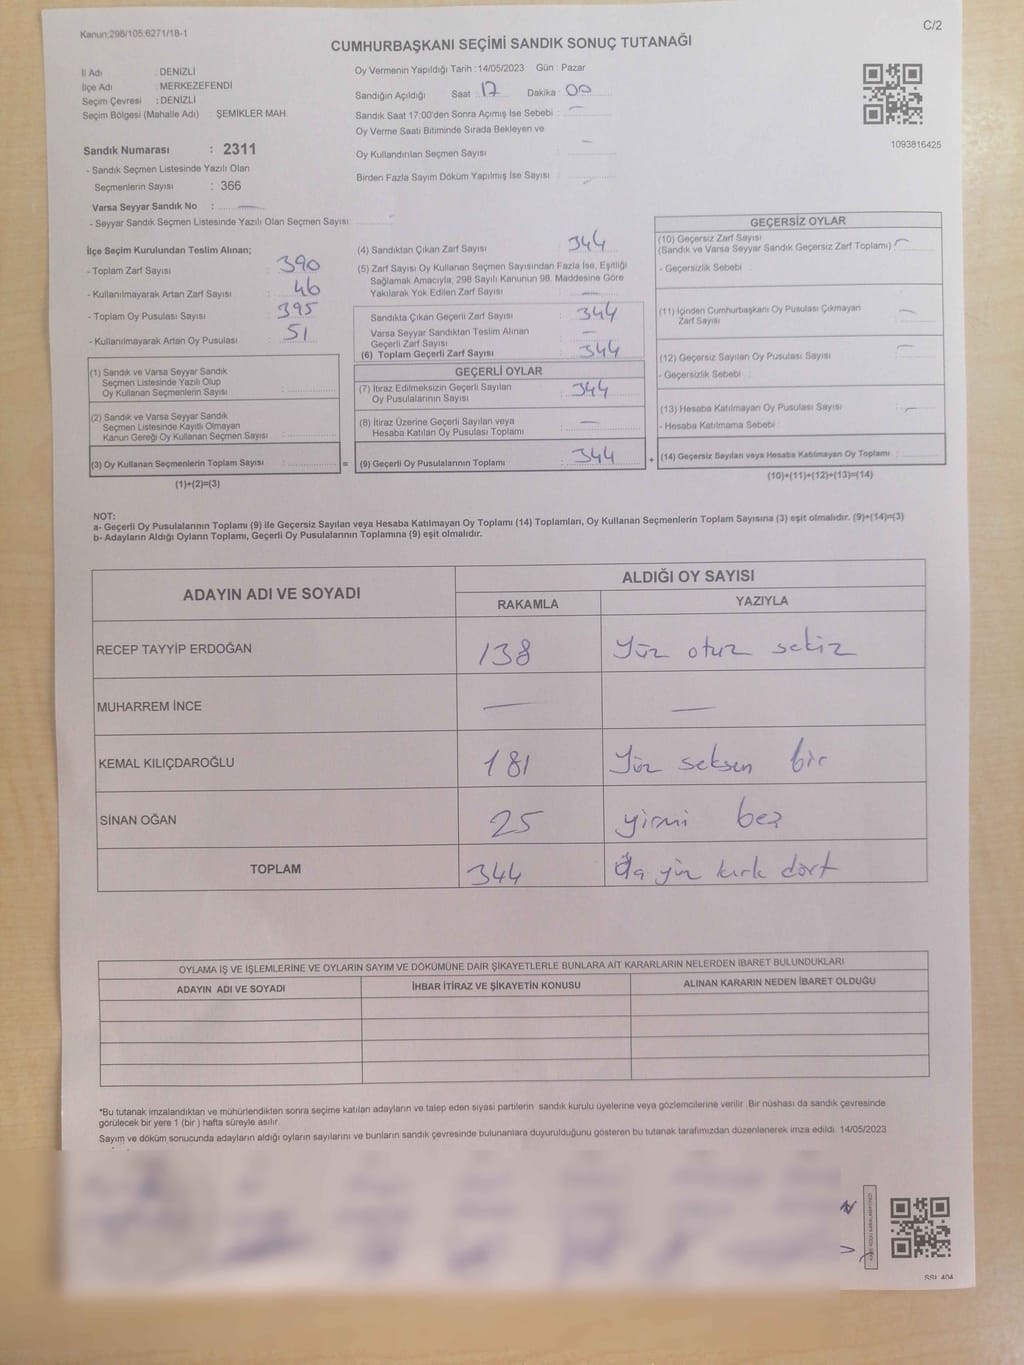 Kanun:298/105;6271/18-1
C/2
CUMHURBAŞKANI SEÇİMİ SANDIK SONUÇ TUTANAĞI
İl Adı : DENİZLİ
İlçe Adı : MERKEZEFENDİ
Seçim Çevresi : DENİZLİ
Seçim Bölgesi (Mahalle Adı) : ŞEMİKLER MAH.
Sandık Numarası : 2311
- Sandık Seçmen Listesinde Yazılı Olan
Seçmenlerin Sayısı : 366
Varsa Seyyar Sandık No :
- Seyyar Sandık Seçmen Listesinde Yazılı Olan Seçmen Sayısı:
Oy Vermenin Yapıldığı Tarih : 14/05/2023 Gün : Pazar
Sandığın Açıldığı Saat : 17 Dakika : 00
Sandık Saat 17:00'den Sonra Açımış İse Sebebi : —
Oy Verme Saati Bitiminde Sırada Bekleyen ve
Oy Kullandırılan Seçmen Sayısı : —
Birden Fazla Sayım Döküm Yapılmış İse Sayısı :
1093816425
İlçe Seçim Kurulundan Teslim Alınan;
- Toplam Zarf Sayısı : 390
- Kullanılmayarak Artan Zarf Sayısı : 46
- Toplam Oy Pusulası Sayısı : 395
- Kullanılmayarak Artan Oy Pusulası : 51
(1) Sandık ve Varsa Seyyar Sandık
Seçmen Listesinde Yazılı Olup
Oy Kullanan Seçmenlerin Sayısı :
(2) Sandık ve Varsa Seyyar Sandık
Seçmen Listesinde Kayıtlı Olmayan
Kanun Gereği Oy Kullanan Seçmen Sayısı :
(3) Oy Kullanan Seçmenlerin Toplam Sayısı :
(1)+(2)=(3)
(4) Sandıktan Çıkan Zarf Sayısı : 344
(5) Zarf Sayısı Oy Kullanan Seçmen Sayısından Fazla İse, Eşitliği
Sağlamak Amacıyla; 298 Sayılı Kanunun 98. Maddesine Göre
Yakılarak Yok Edilen Zarf Sayısı : —
Sandıkta Çıkan Geçerli Zarf Sayısı : 344
Varsa Seyyar Sandıktan Teslim Alınan
Geçerli Zarf Sayısı : —
(6) Toplam Geçerli Zarf Sayısı : 344
GEÇERLİ OYLAR
(7) İtiraz Edilmeksizin Geçerli Sayılan
Oy Pusulalarının Sayısı : 344
(8) İtiraz Üzerine Geçerli Sayılan veya
Hesaba Katılan Oy Pusulası Toplamı : —
= (9) Geçerli Oy Pusulalarının Toplamı : 344
GEÇERSİZ OYLAR
(10) Geçersiz Zarf Sayısı
(Sandık ve Varsa Seyyar Sandık Geçersiz Zarf Toplamı) : —
- Geçersizlik Sebebi :
(11) İçinden Cumhurbaşkanı Oy Pusulası Çıkmayan
Zarf Sayısı : —
(12) Geçersiz Sayılan Oy Pusulası Sayısı : —
- Geçersizlik Sebebi :
(13) Hesaba Katılmayan Oy Pusulası Sayısı : —
- Hesaba Katılmama Sebebi :
+ (14) Geçersiz Sayılan veya Hesaba Katılmayan Oy Toplamı :
(10)+(11)+(12)+(13)=(14)
NOT:
a- Geçerli Oy Pusulalarının Toplamı (9) ile Geçersiz Sayılan veya Hesaba Katılmayan Oy Toplamı (14) Toplamları, Oy Kullanan Seçmenlerin Toplam Sayısına (3) eşit olmalıdır. (9)+(14)=(3)
b- Adayların Aldığı Oyların Toplamı, Geçerli Oy Pusulalarının Toplamına (9) eşit olmalıdır.
ADAYIN ADI VE SOYADI ALDIĞI OY SAYISI
RAKAMLA YAZIYLA
RECEP TAYYİP ERDOĞAN 138 Yüz otuz sekiz
MUHARREM İNCE — —
KEMAL KILIÇDAROĞLU 181 Yüz seksen bir
SİNAN OĞAN 25 yirmi beş
TOPLAM 344 Üç yüz kırk dört
OYLAMA İŞ VE İŞLEMLERİNE VE OYLARIN SAYIM VE DÖKÜMÜNE DAİR ŞİKAYETLERLE BUNLARA AİT KARARLARIN NELERDEN İBARET BULUNDUKLARI
ADAYIN ADI VE SOYADI İHBAR İTİRAZ VE ŞİKAYETİN KONUSU ALINAN KARARIN NEDEN İBARET OLDUĞU
*Bu tutanak imzalandıktan ve mühürlendikten sonra seçime katılan adayların ve talep eden siyasi partilerin sandık kurulu üyelerine veya gözlemcilerine verilir. Bir nüshası da sandık çevresinde
görülecek bir yere 1 (bir) hafta süreyle asılır.
Sayım ve döküm sonucunda adayların aldığı oyların sayılarını ve bunların sandık çevresinde bulunanlara duyurulduğunu gösteren bu tutanak tarafımızdan düzenlenerek imza edildi. 14/05/2023